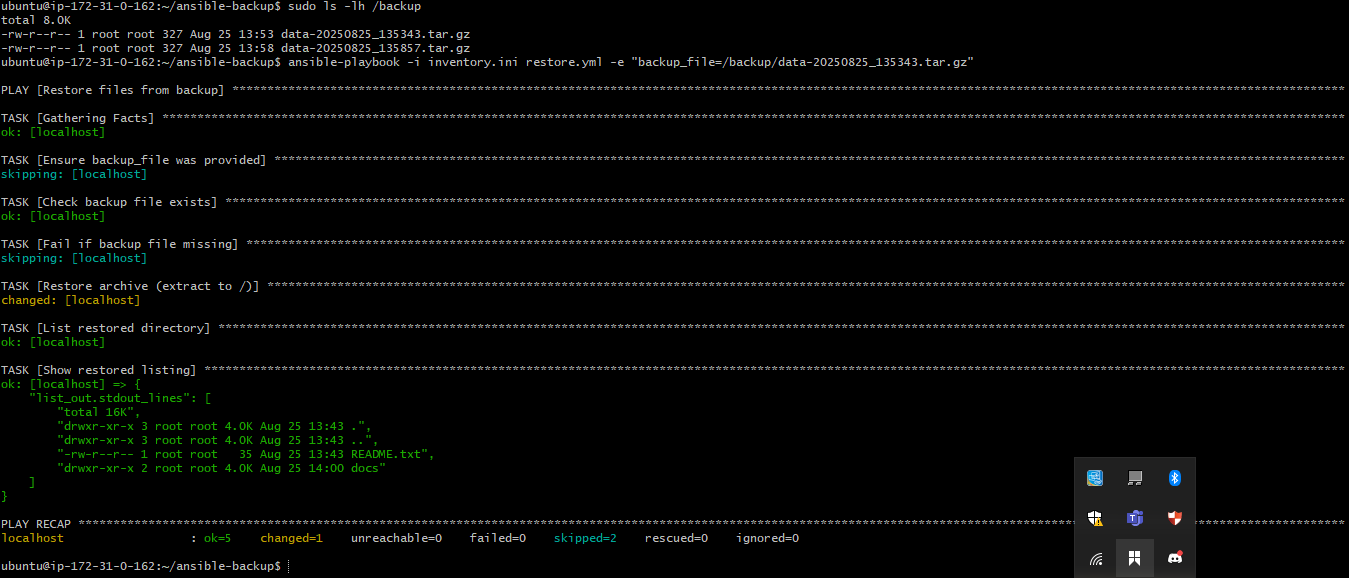 ubuntu@ip-172-31-0-162:~/ansible-backup$ sudo ls -lh /backup
total 8.0K
-rw-r--r-- 1 root root 327 Aug 25 13:53 data-20250825_135343.tar.gz
-rw-r--r-- 1 root root 327 Aug 25 13:58 data-20250825_135857.tar.gz
ubuntu@ip-172-31-0-162:~/ansible-backup$ ansible-playbook -i inventory.ini restore.yml -e "backup_file=/backup/data-20250825_135343.tar.gz"
PLAY [Restore files from backup] ***************************************************************************************************************************************************************
TASK [Gathering Facts] *************************************************************************************************************************************************************************
ok: [localhost]
TASK [Ensure backup_file was provided] *********************************************************************************************************************************************************
skipping: [localhost]
TASK [Check backup file exists] ****************************************************************************************************************************************************************
ok: [localhost]
TASK [Fail if backup file missing] *************************************************************************************************************************************************************
skipping: [localhost]
TASK [Restore archive (extract to /)] **********************************************************************************************************************************************************
changed: [localhost]
TASK [List restored directory] *****************************************************************************************************************************************************************
ok: [localhost]
TASK [Show restored listing] *******************************************************************************************************************************************************************
ok: [localhost] => {
    "list_out.stdout_lines": [
        "total 16K",
        "drwxr-xr-x 3 root root 4.0K Aug 25 13:43 .",
        "drwxr-xr-x 3 root root 4.0K Aug 25 13:43 ..",
        "-rw-r--r-- 1 root root   35 Aug 25 13:43 README.txt",
        "drwxr-xr-x 2 root root 4.0K Aug 25 14:00 docs"
    ]
}
PLAY RECAP *************************************************************************************************************************************************************************************
localhost                  : ok=5    changed=1    unreachable=0    failed=0    skipped=2    rescued=0    ignored=0
ubuntu@ip-172-31-0-162:~/ansible-backup$